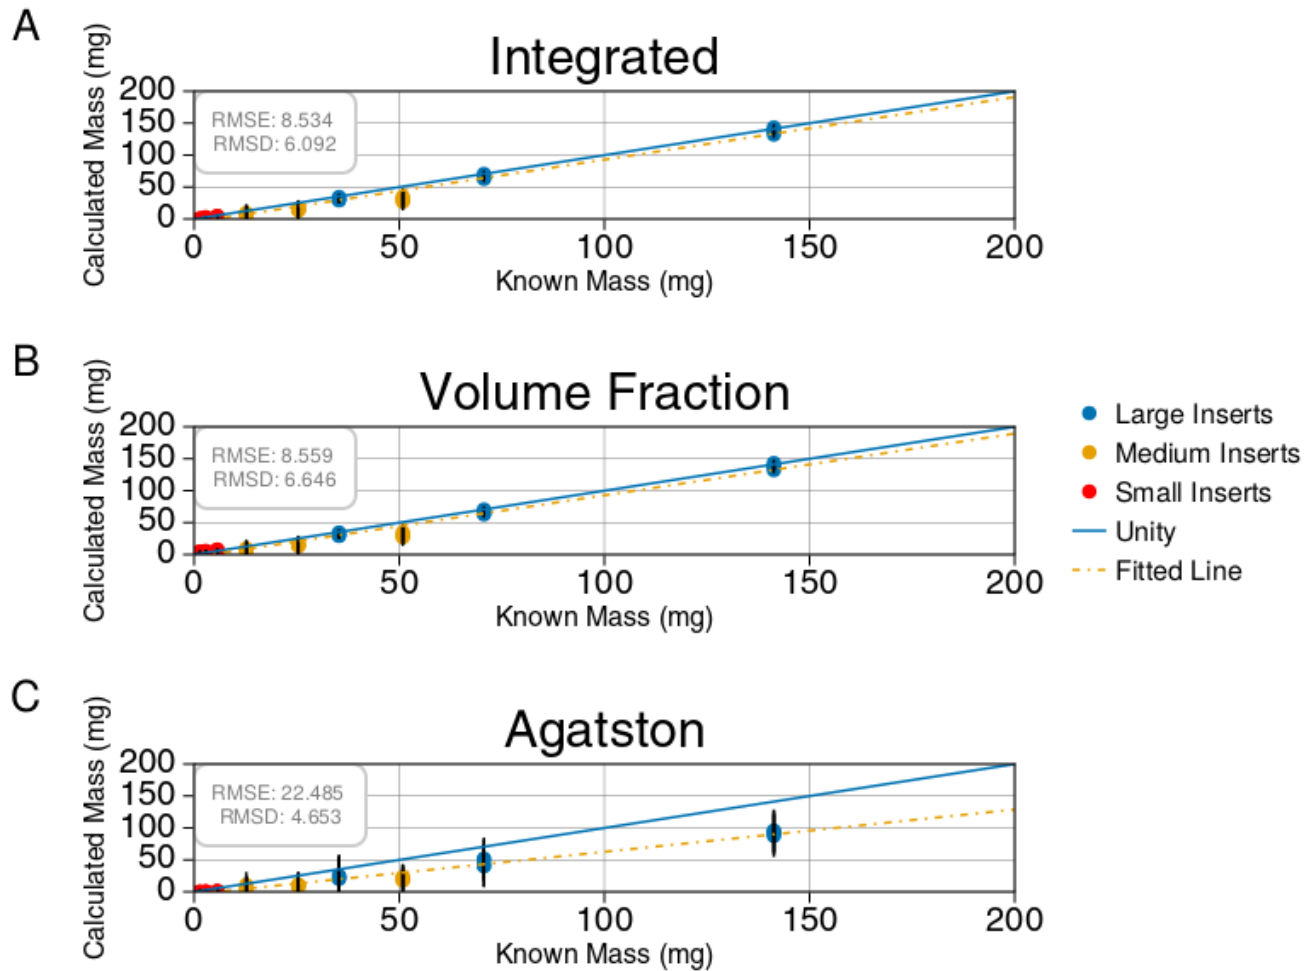 A
Integrated
Calculated Mass (mg)
200
150
100
50
0
RMSE: 8.534
RMSD: 6.092
0 50 100 150 200
Known Mass (mg)
B
Volume Fraction
Calculated Mass (mg)
200
150
100
50
0
RMSE: 8.559
RMSD: 6.646
0 50 100 150 200
Known Mass (mg)
Large Inserts
Medium Inserts
Small Inserts
Unity
Fitted Line
C
Agatston
Calculated Mass (mg)
200
150
100
50
0
RMSE: 22.485
RMSD: 4.653
0 50 100 150 200
Known Mass (mg)